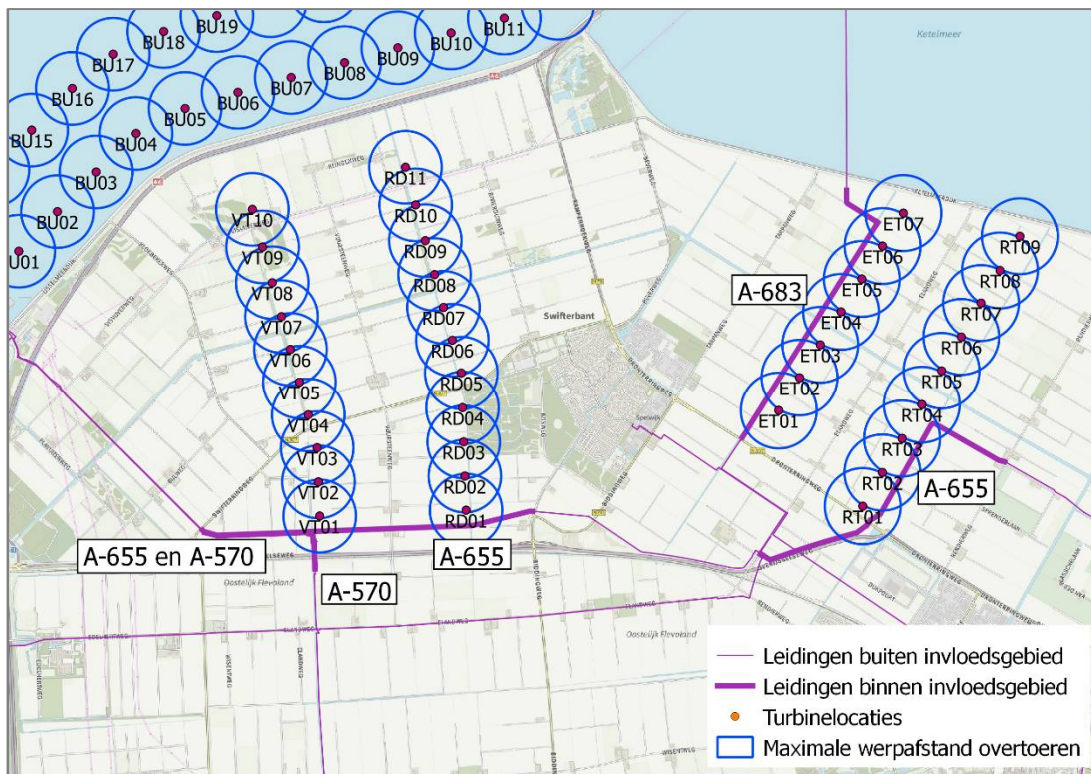 BU19
BU18
BU17
BU16
BU15
BU11
BU10
BU09
BU08
BU07
BU06
BU05
BU04
BU03
BU02
U01
Ketelmeer
VT10
VT09
VT08
VT07
VT06
VT05
VT04
VT03
VT02
VT01
RD11
RD10
RD09
RD08
RD07
RD06
RD05
RD04
RD03
RD02
RD01
Swifterbant
Spelwijk
A-683
ET07
ET06
ET05
ET04
ET03
ET02
ET01
RT09
RT08
RT07
RT06
RT05
RT04
RT03
RT02
RT01
A-655
A-655 en A-570
A-655
A-570
Oostelijk Flevoland
Oostelijk Flevoland
Leidingen buiten invloedsgebied
Leidingen binnen invloedsgebied
Turbinelocaties
Maximale werpafstand overtoeren